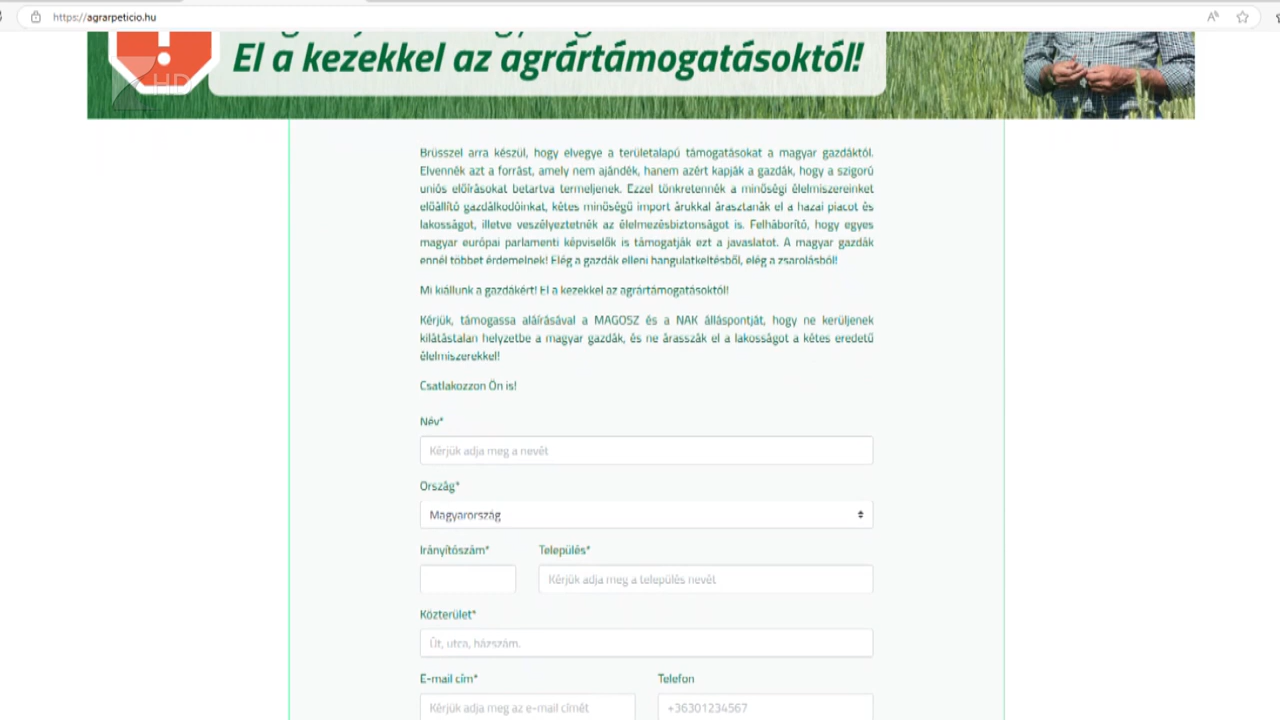 https://agrarpeticio.hu
El a kezekkel az agrártámogatásoktól!
HD
Brüsszel arra készül, hogy elvegye a területalapú támogatásokat a magyar gazdáktól.
Elvennék azt a forrást, amely nem ajándék, hanem azért kapják a gazdák, hogy a szigorú
uniós előírásokat betartva termeljenek. Ezzel tönkretennék a minőségi élelmiszereinket
előállító gazdálkodóinkat, kétes minőségű import árukkal árasztanák el a hazai piacot és
lakosságot, illetve veszélyeztetnék az élelmezésbiztonságot is. Felháborító, hogy egyes
magyar európai parlamenti képviselők is támogatják ezt a javaslatot. A magyar gazdák
ennél többet érdemelnek! Elég a gazdák elleni hangulatkeltésből, elég a zsarolásból!
Mi kiállunk a gazdákért! El a kezekkel az agrártámogatásoktól!
Kérjük, támogassa aláírásával a MAGOSZ és a NAK álláspontját, hogy ne kerüljenek
kilátástalan helyzetbe a magyar gazdák, és ne árasszák el a lakosságot a kétes eredetű
élelmiszerekkel!
Csatlakozzon Ön is!
Név*
Kérjük adja meg a nevét
Ország*
Magyarország
Irányítószám* Település*
Kérjük adja meg a település nevét
Közterület*
Út, utca, házszám.
E-mail cím* Telefon
Kérjük adja meg az e-mail címét +36301234567